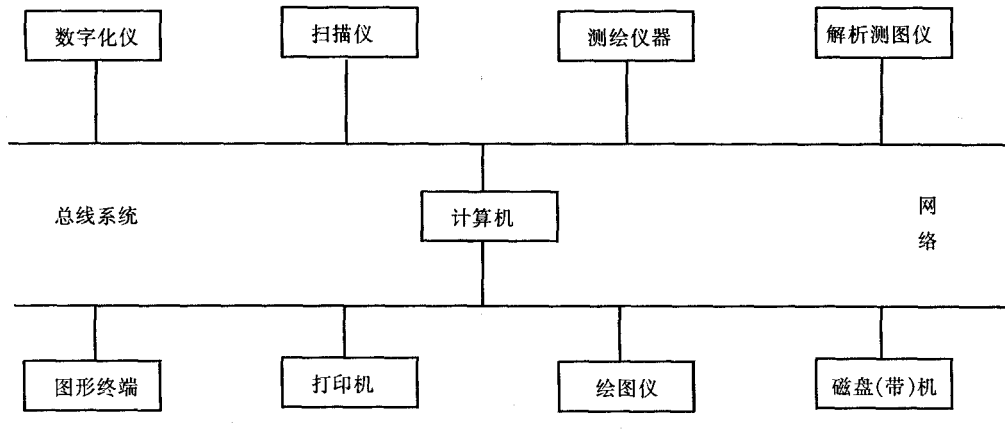 数字化仪
扫描仪
测绘仪器
解析测图仪
总线系统
计算机
网
络
图形终端
打印机
绘图仪
磁盘(带)机